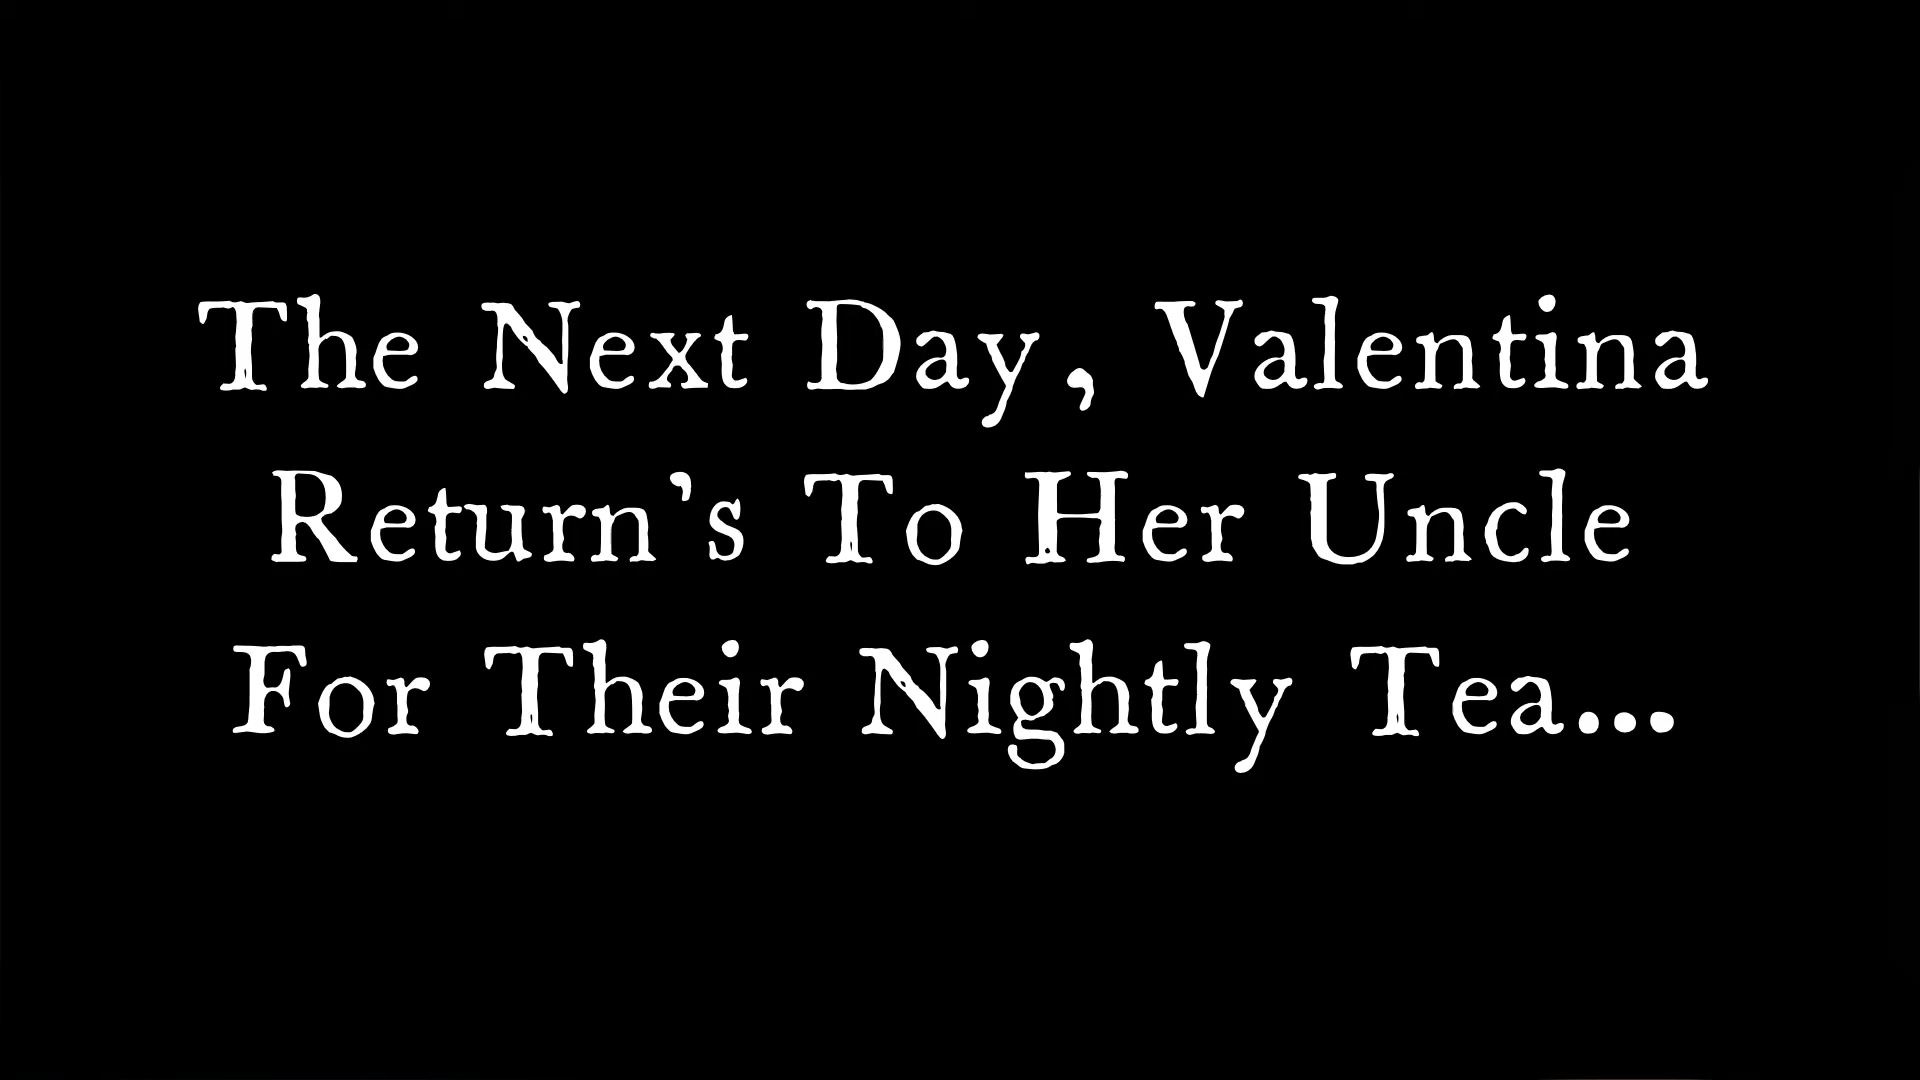 The Next Day, Valentina
Return's To Her Uncle
For Their Nightly Tea...